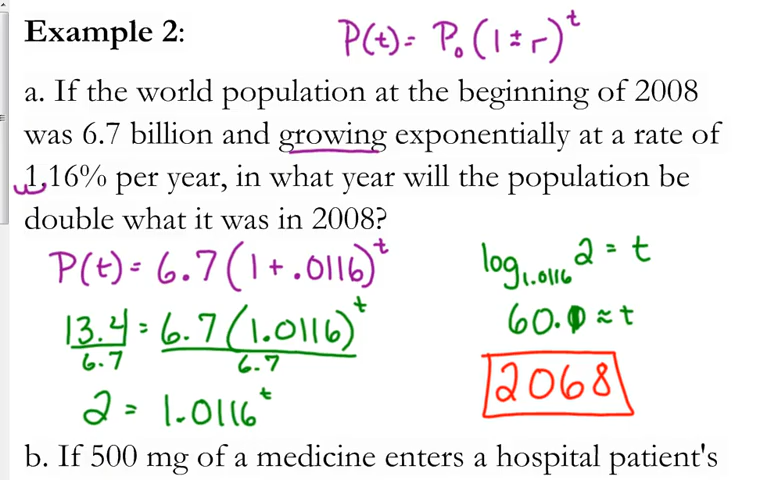 Example 2:
P(t) = P₀ (1 ± r)^t
a. If the world population at the beginning of 2008
was 6.7 billion and growing exponentially at a rate of
1.16% per year, in what year will the population be
double what it was in 2008?
P(t) = 6.7 (1 + .0116)^t
13.4/6.7 = 6.7 (1.0116)^t/6.7
2 = 1.0116^t
log₁.₀₁₁₆ 2 = t
60. ≈ t
2068
b. If 500 mg of a medicine enters a hospital patient's